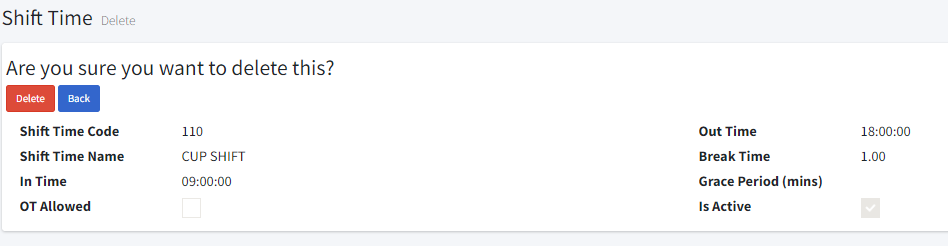 Shift Time Delete
Are you sure you want to delete this?
Delete Back
Shift Time Code 110 Out Time 18:00:00
Shift Time Name CUP SHIFT Break Time 1.00
In Time 09:00:00 Grace Period (mins)
OT Allowed Is Active